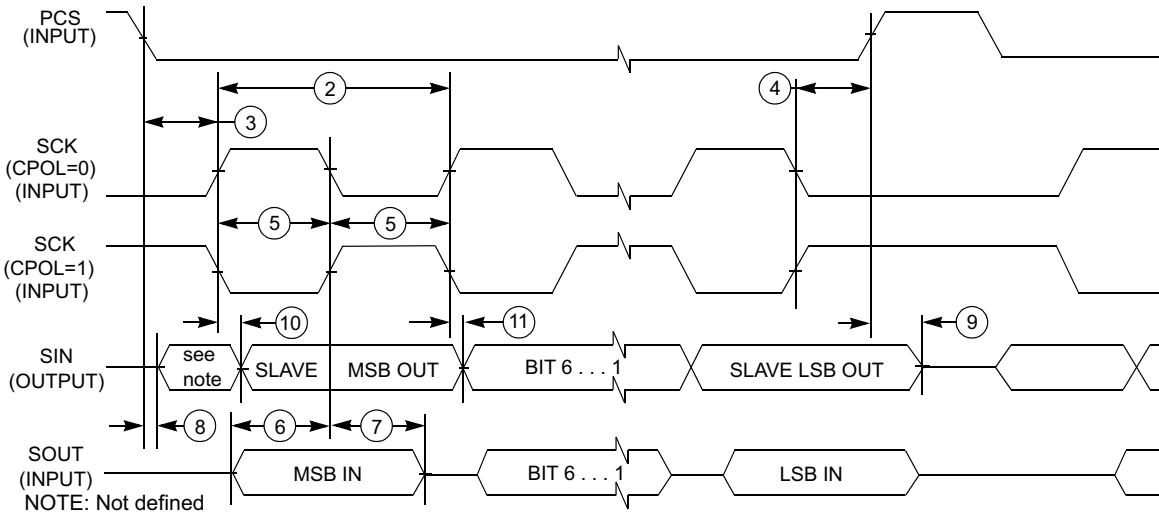 PCS
(INPUT)
2
4
3
SCK
(CPOL=0)
(INPUT)
5
5
SCK
(CPOL=1)
(INPUT)
10
11
9
SIN
(OUTPUT)
see
note
SLAVE
MSB OUT
BIT 6 . . . 1
SLAVE LSB OUT
8
6
7
SOUT
(INPUT)
MSB IN
BIT 6 . . . 1
LSB IN
NOTE: Not defined